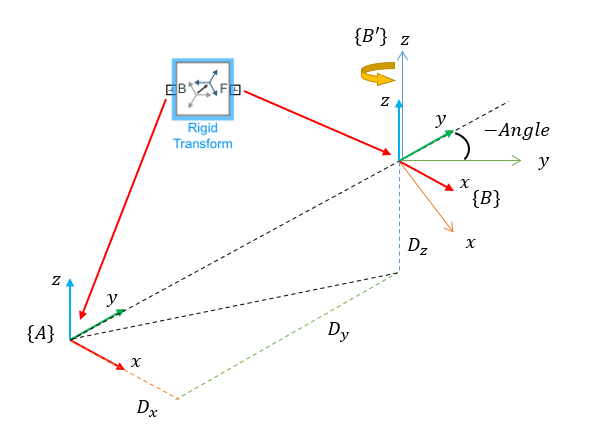 {B′} z
B F
Rigid
Transform
z
y
−Angle
y
x
{B}
x
D_z
z
y
{A}
x
D_y
D_x